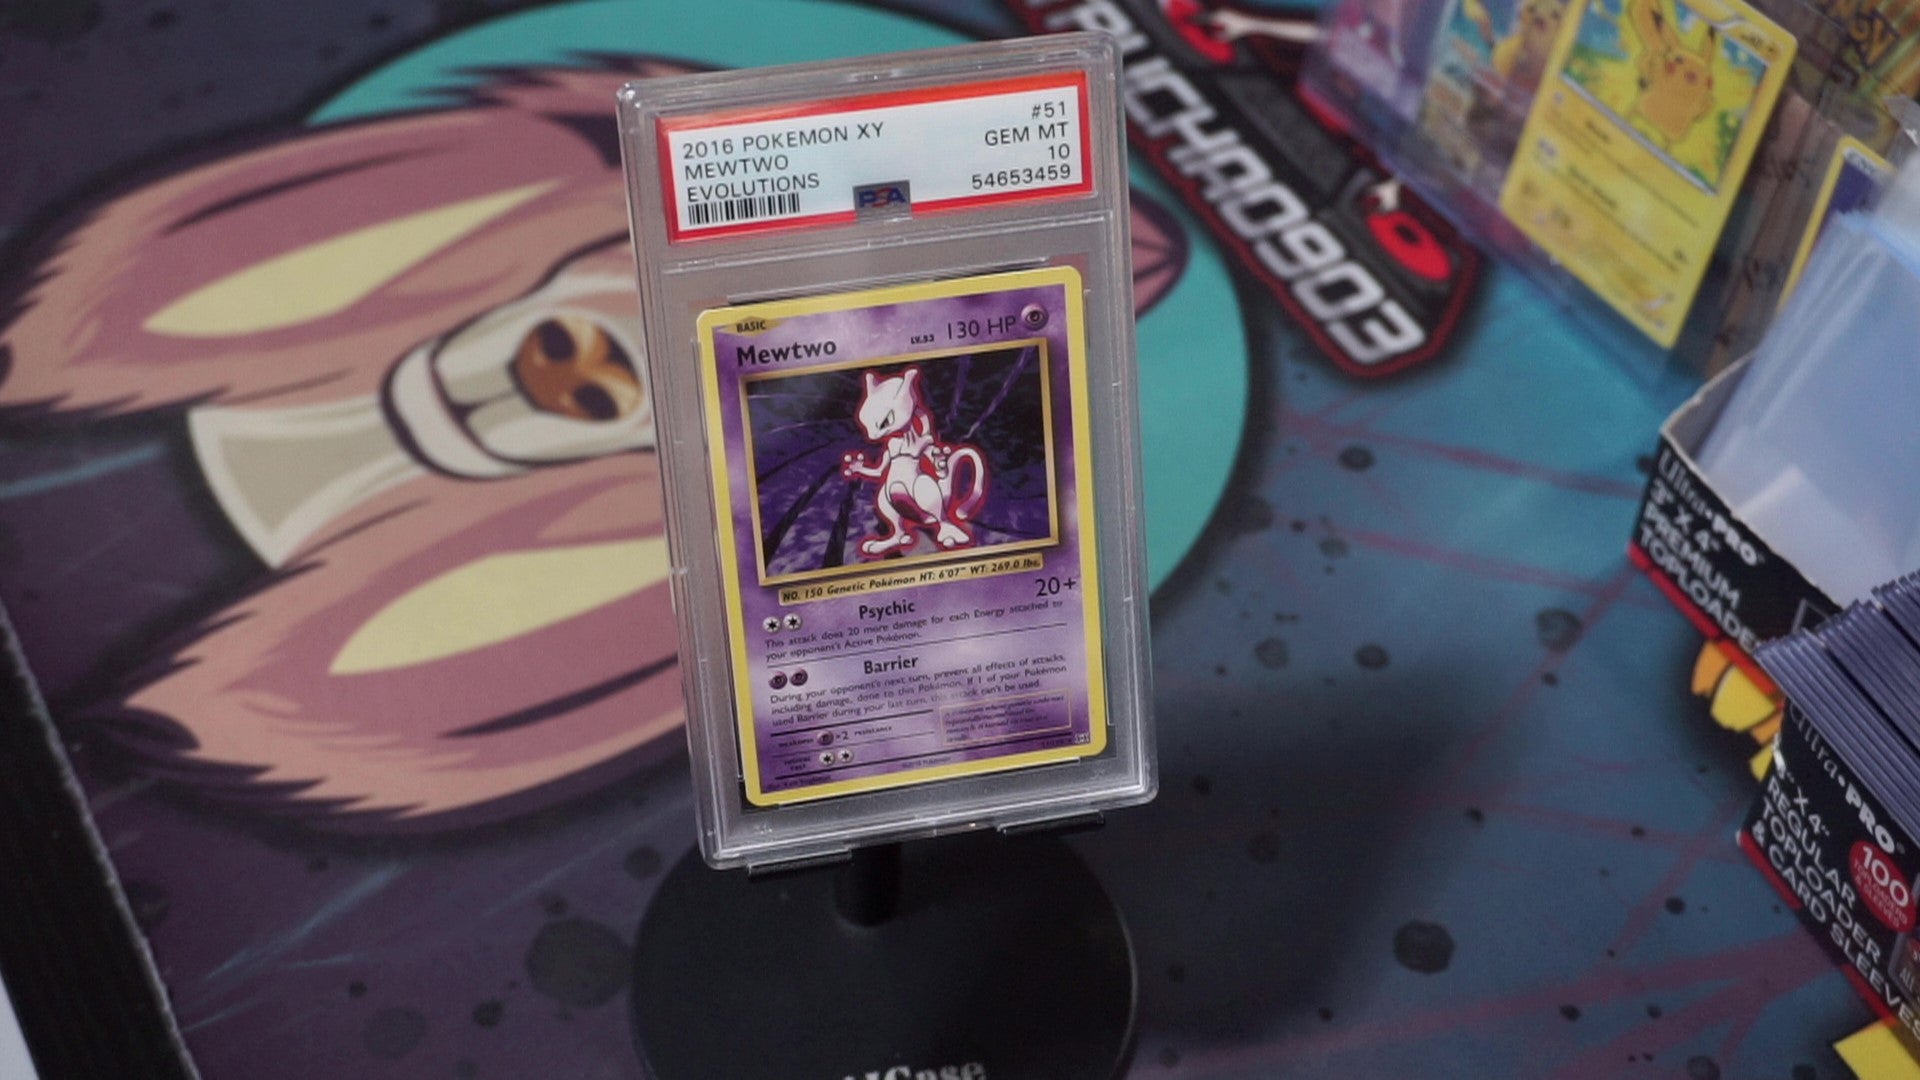 2016 POKEMON XY
MEWTWO
EVOLUTIONS
#51
GEM MT
10
54653459
PSA
BASIC
Mewtwo
LV.53 130 HP
NO. 150 Genetic Pokémon HT: 6'07" WT: 269.0 lbs.
Psychic 20+
This attack does 20 more damage for each Energy attached to
your opponent's Active Pokémon.
Barrier
During your opponent's next turn, prevent all effects of attacks,
including damage, done to this Pokémon. If 1 of your Pokémon
used Barrier during your last turn, this attack can't be used.
×2
0903
Ultra•PRO
3" X 4"
PREMIUM
TOPLOADE
Ultra•PRO
X 4"
REGULAR
TOPLOADER
& CARD SLEEVES
100
Case